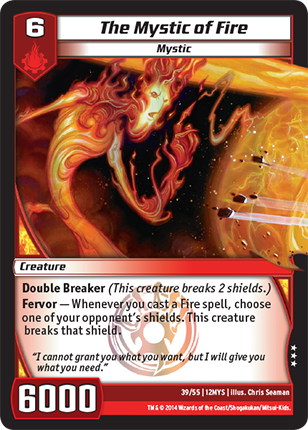 6
The Mystic of Fire
Mystic
Creature
Double Breaker (This creature breaks 2 shields.)
Fervor — Whenever you cast a Fire spell, choose
one of your opponent's shields. This creature
breaks that shield.
"I cannot grant you what you want, but I will give you
what you need."
39/55 | 12MYS | illus. Chris Seaman
6000
TM & © 2014 Wizards of the Coast/Shogakukan/Mitsui-Kids.